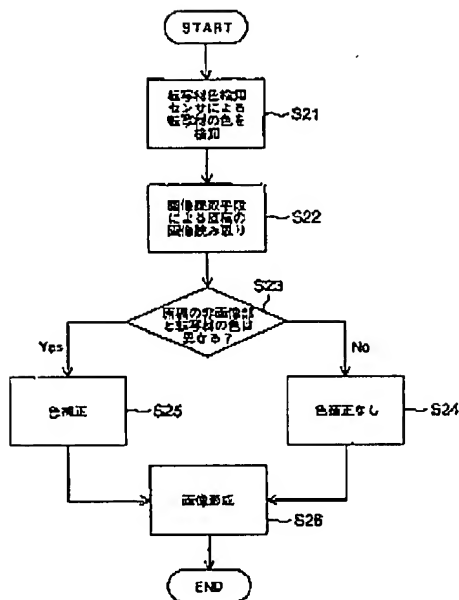 START
転写材色検知
センサによる
転写材の色を
検知
S21
画像読取手段
による原稿の
画像読み取り
S22
S23
原稿の非画像部
と転写材の色は
異なる？
Yes
No
色補正
S25
色補正なし
S24
画像形成
S26
END